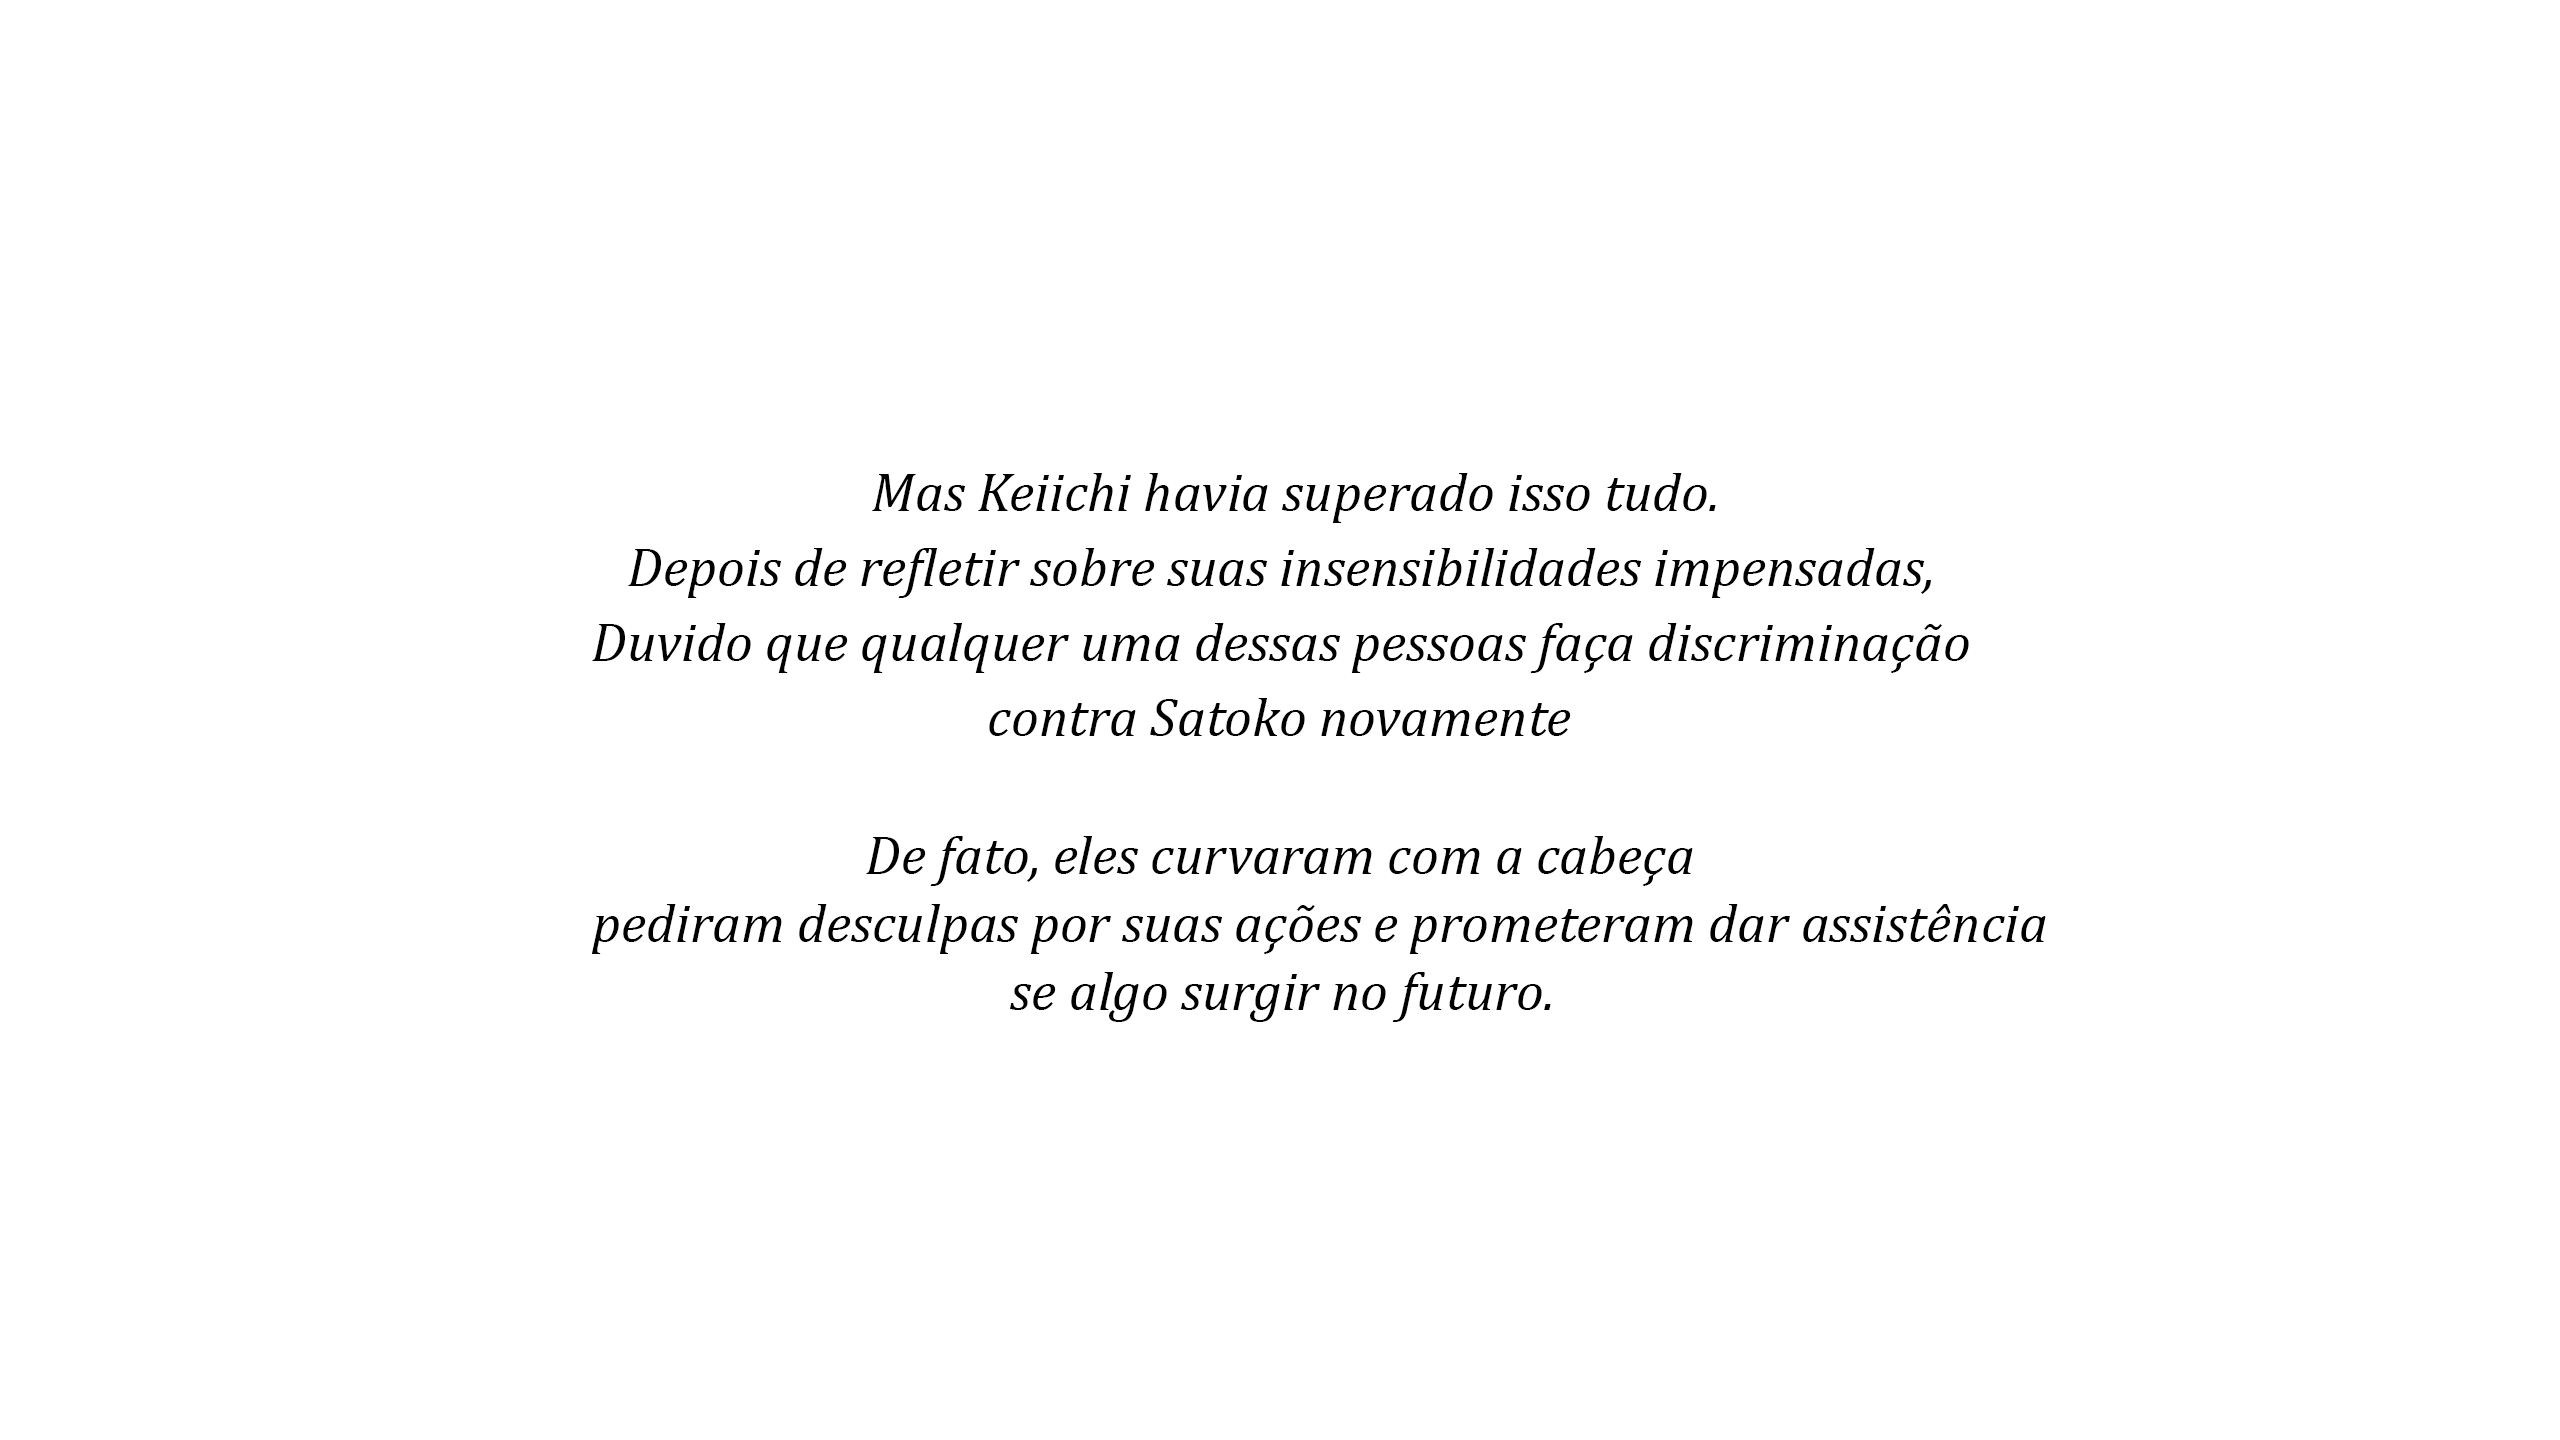 Mas Keiichi havia superado isso tudo.
Depois de refletir sobre suas insensibilidades impensadas,
Duvido que qualquer uma dessas pessoas faça discriminação
contra Satoko novamente
De fato, eles curvaram com a cabeça
pediram desculpas por suas ações e prometeram dar assistência
se algo surgir no futuro.